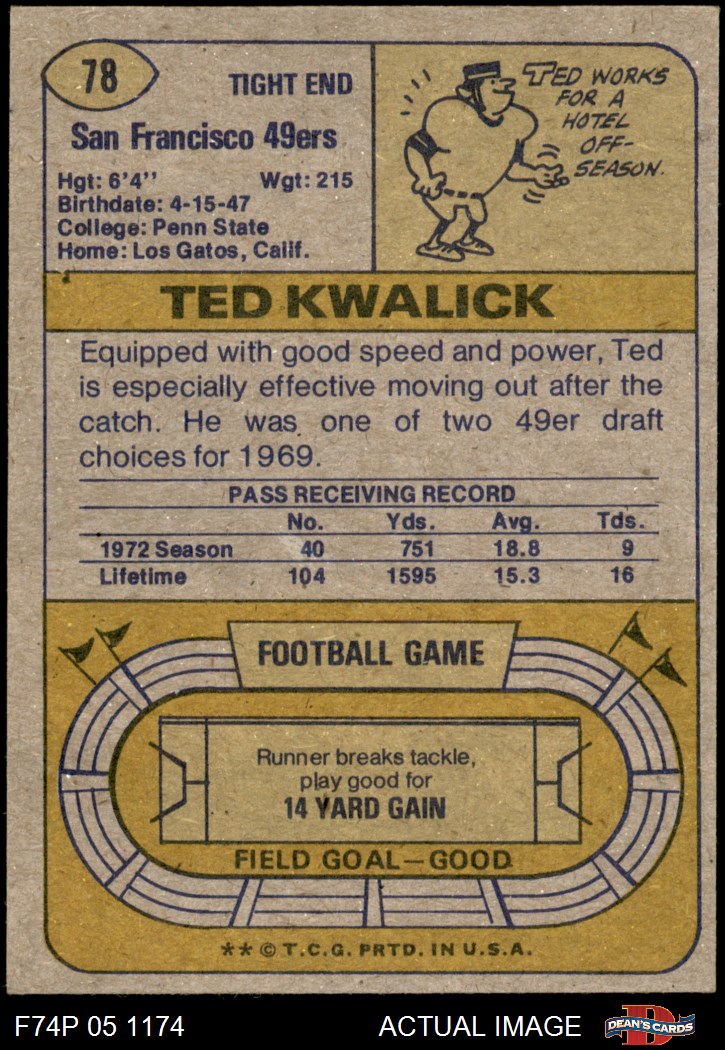 78
TIGHT END
San Francisco 49ers
Hgt: 6'4'' Wgt: 215
Birthdate: 4-15-47
College: Penn State
Home: Los Gatos, Calif.
TED WORKS
FOR A
HOTEL
OFF-
SEASON.
TED KWALICK
Equipped with good speed and power, Ted
is especially effective moving out after the
catch. He was one of two 49er draft
choices for 1969.
PASS RECEIVING RECORD
No. Yds. Avg. Tds.
1972 Season 40 751 18.8 9
Lifetime 104 1595 15.3 16
FOOTBALL GAME
Runner breaks tackle,
play good for
14 YARD GAIN
FIELD GOAL—GOOD
** © T.C.G. PRTD. IN U.S.A.
F74P 05 1174 ACTUAL IMAGE
D
DEAN'S CARDS